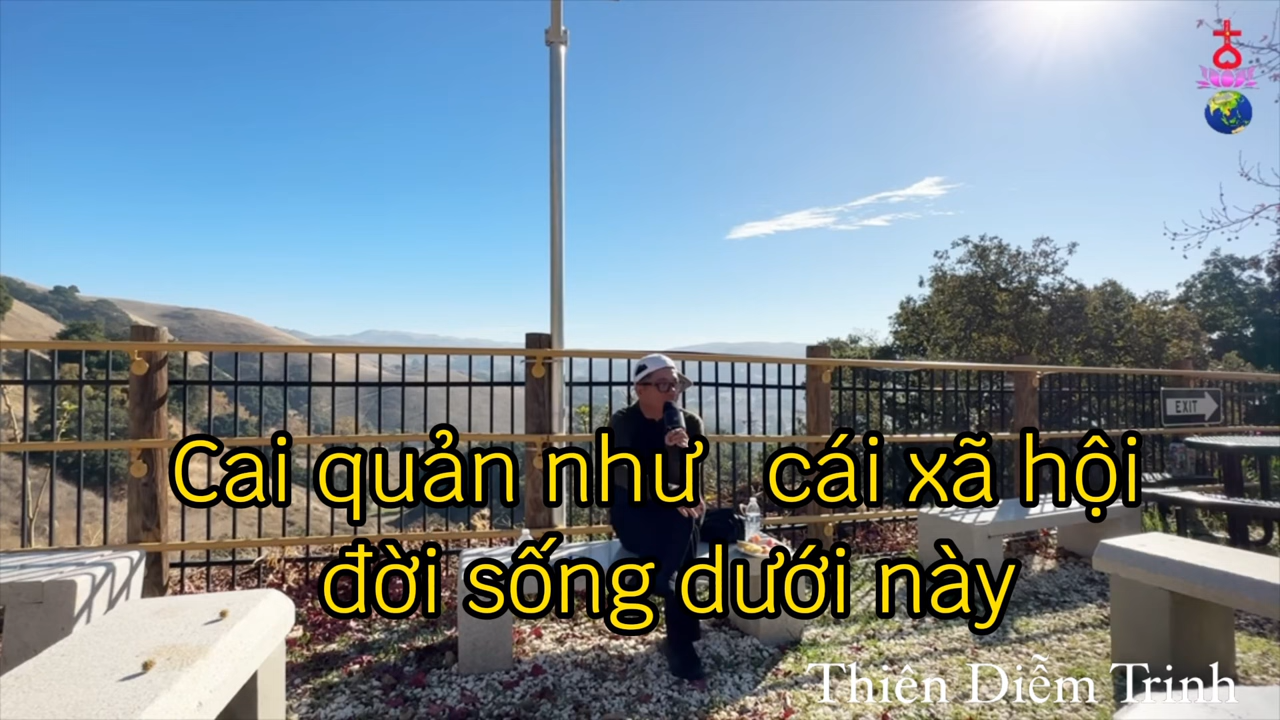 EXIT
Cai quản như cái xã hội
đời sống dưới này
Thiên Diễm Trinh